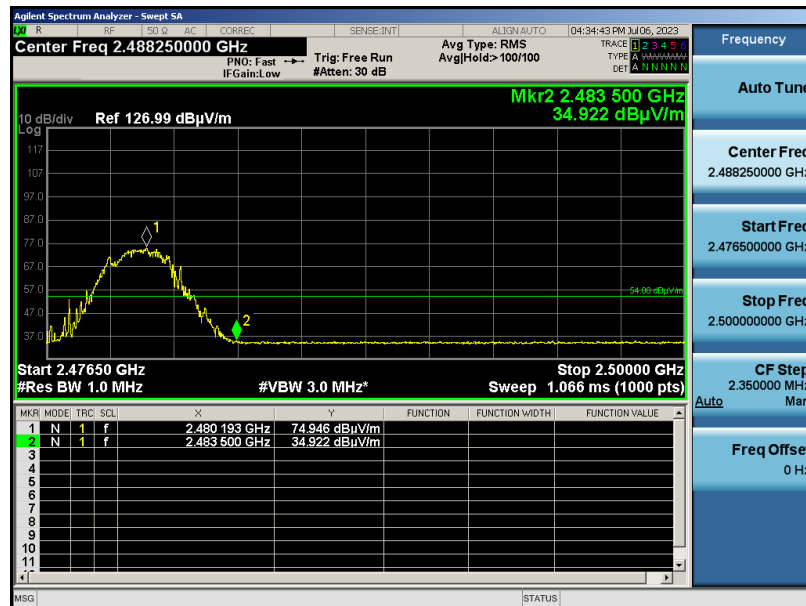 Agilent Spectrum Analyzer - Swept SA
LXI R RF 50 Ω AC CORREC SENSE:INT ALIGN AUTO 04:34:43 PM Jul 06, 2023
Center Freq 2.488250000 GHz
PNO: Fast
IFGain:Low
Trig: Free Run
#Atten: 30 dB
Avg Type: RMS
Avg|Hold:>100/100
TRACE 1 2 3 4 5 6
TYPE A WWWWW
DET A N N N N N
Mkr2 2.483 500 GHz
34.922 dBµV/m
10 dB/div Ref 126.99 dBµV/m
Log
117
107
97.0
87.0
77.0
67.0
57.0
47.0
37.0
1
2
54.00 dBµV/m
Start 2.47650 GHz Stop 2.50000 GHz
#Res BW 1.0 MHz #VBW 3.0 MHz* Sweep 1.066 ms (1000 pts)
MKR MODE TRC SCL X Y FUNCTION FUNCTION WIDTH FUNCTION VALUE
1 N 1 f 2.480 193 GHz 74.946 dBµV/m
2 N 1 f 2.483 500 GHz 34.922 dBµV/m
3
4
5
6
7
8
9
10
11
MSG STATUS
Frequency
Auto Tune
Center Freq
2.488250000 GHz
Start Freq
2.476500000 GHz
Stop Freq
2.500000000 GHz
CF Step
2.350000 MHz
Auto Man
Freq Offset
0 Hz